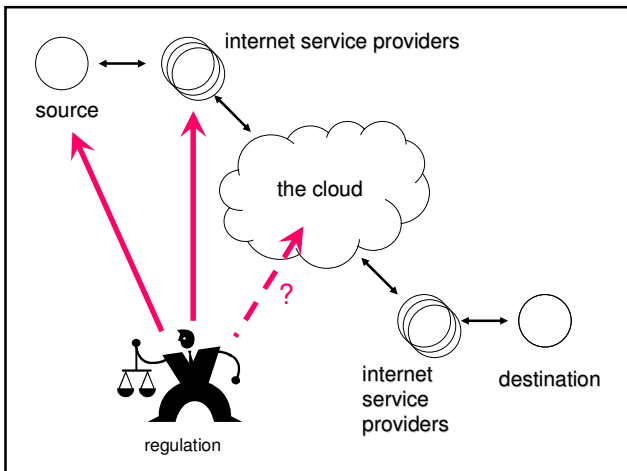 internet service providers
source
the cloud
?
internet
service
providers
destination
regulation